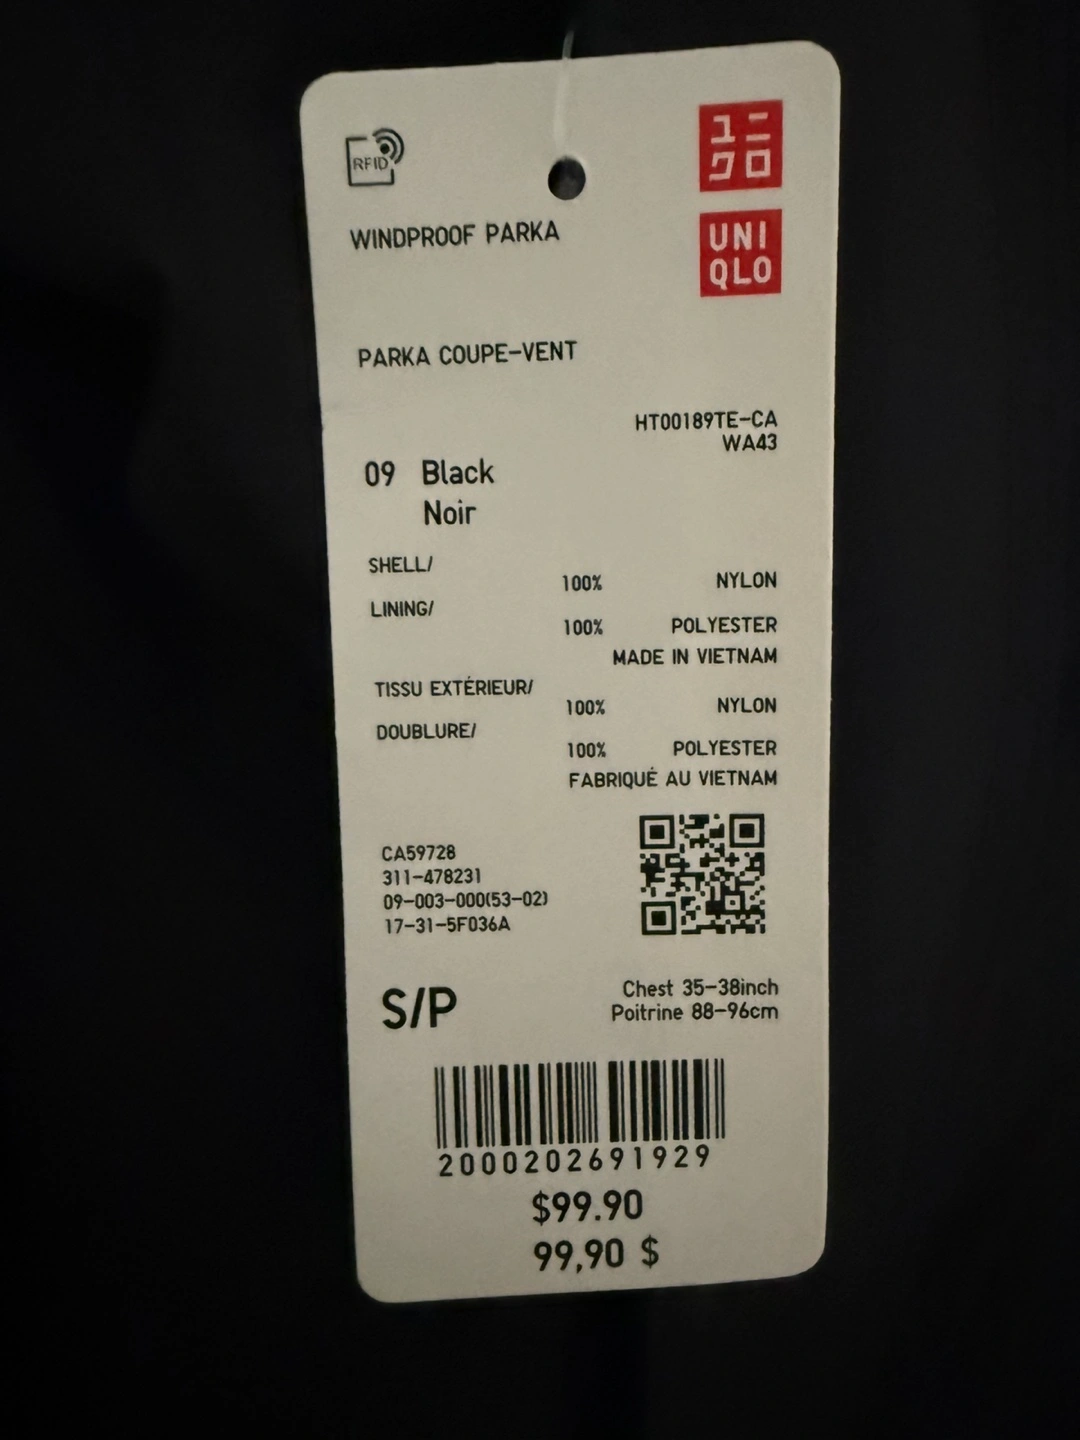 RFID
ユニ
クロ
WINDPROOF PARKA
UNI
QLO
PARKA COUPE-VENT
HT00189TE-CA
WA43
09 Black
Noir
SHELL/
100% NYLON
LINING/
100% POLYESTER
MADE IN VIETNAM
TISSU EXTÉRIEUR/
100% NYLON
DOUBLURE/
100% POLYESTER
FABRIQUÉ AU VIETNAM
CA59728
311-478231
09-003-000(53-02)
17-31-5F036A
S/P
Chest 35-38inch
Poitrine 88-96cm
2000202691929
$99.90
99,90 $